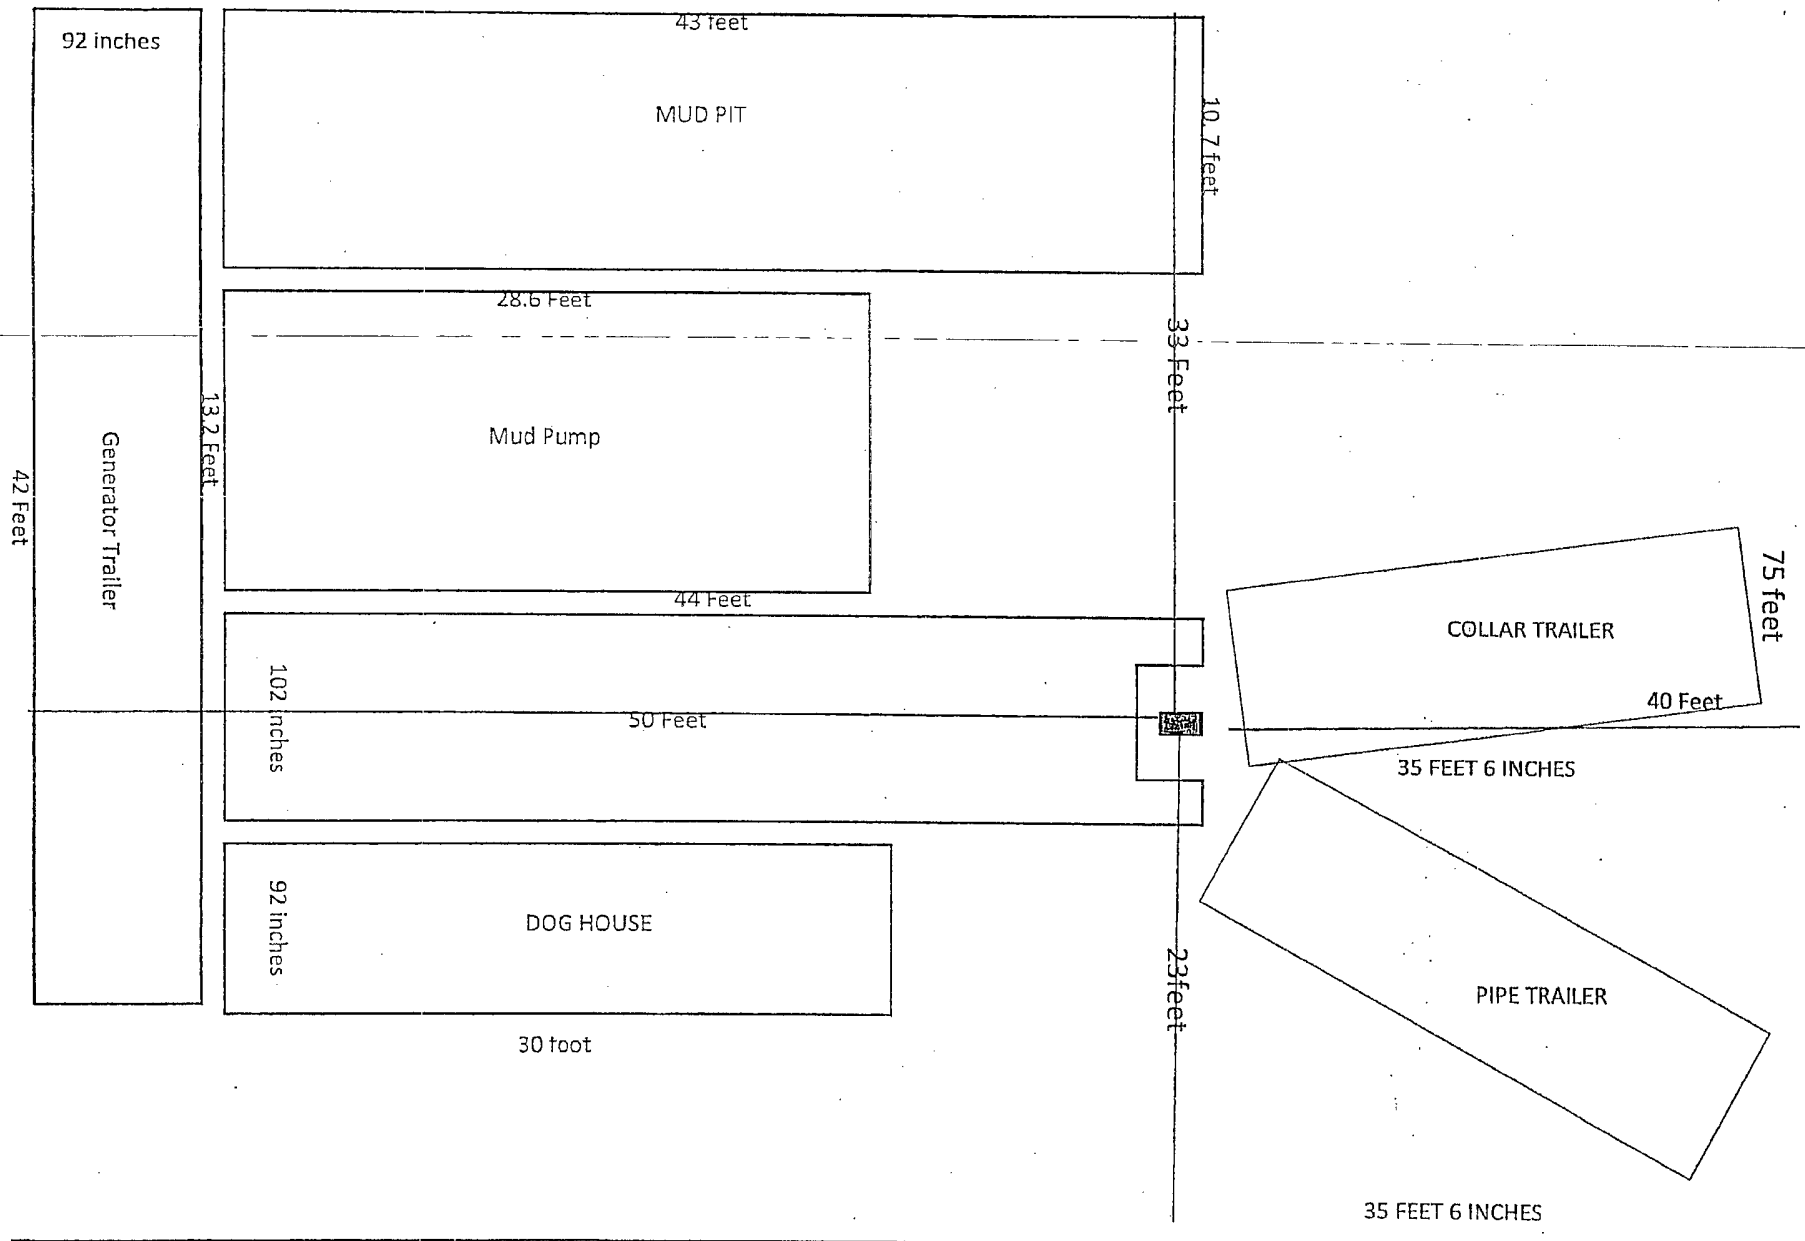 92 inches
43 feet
MUD PIT
10.7 feet
28.6 Feet
33 Feet
13.2 Feet
Mud Pump
Generator Trailer
42 Feet
44 Feet
75 feet
COLLAR TRAILER
40 Feet
102 inches
50 Feet
35 FEET 6 INCHES
92 inches
DOG HOUSE
23feet
PIPE TRAILER
30 foot
35 FEET 6 INCHES